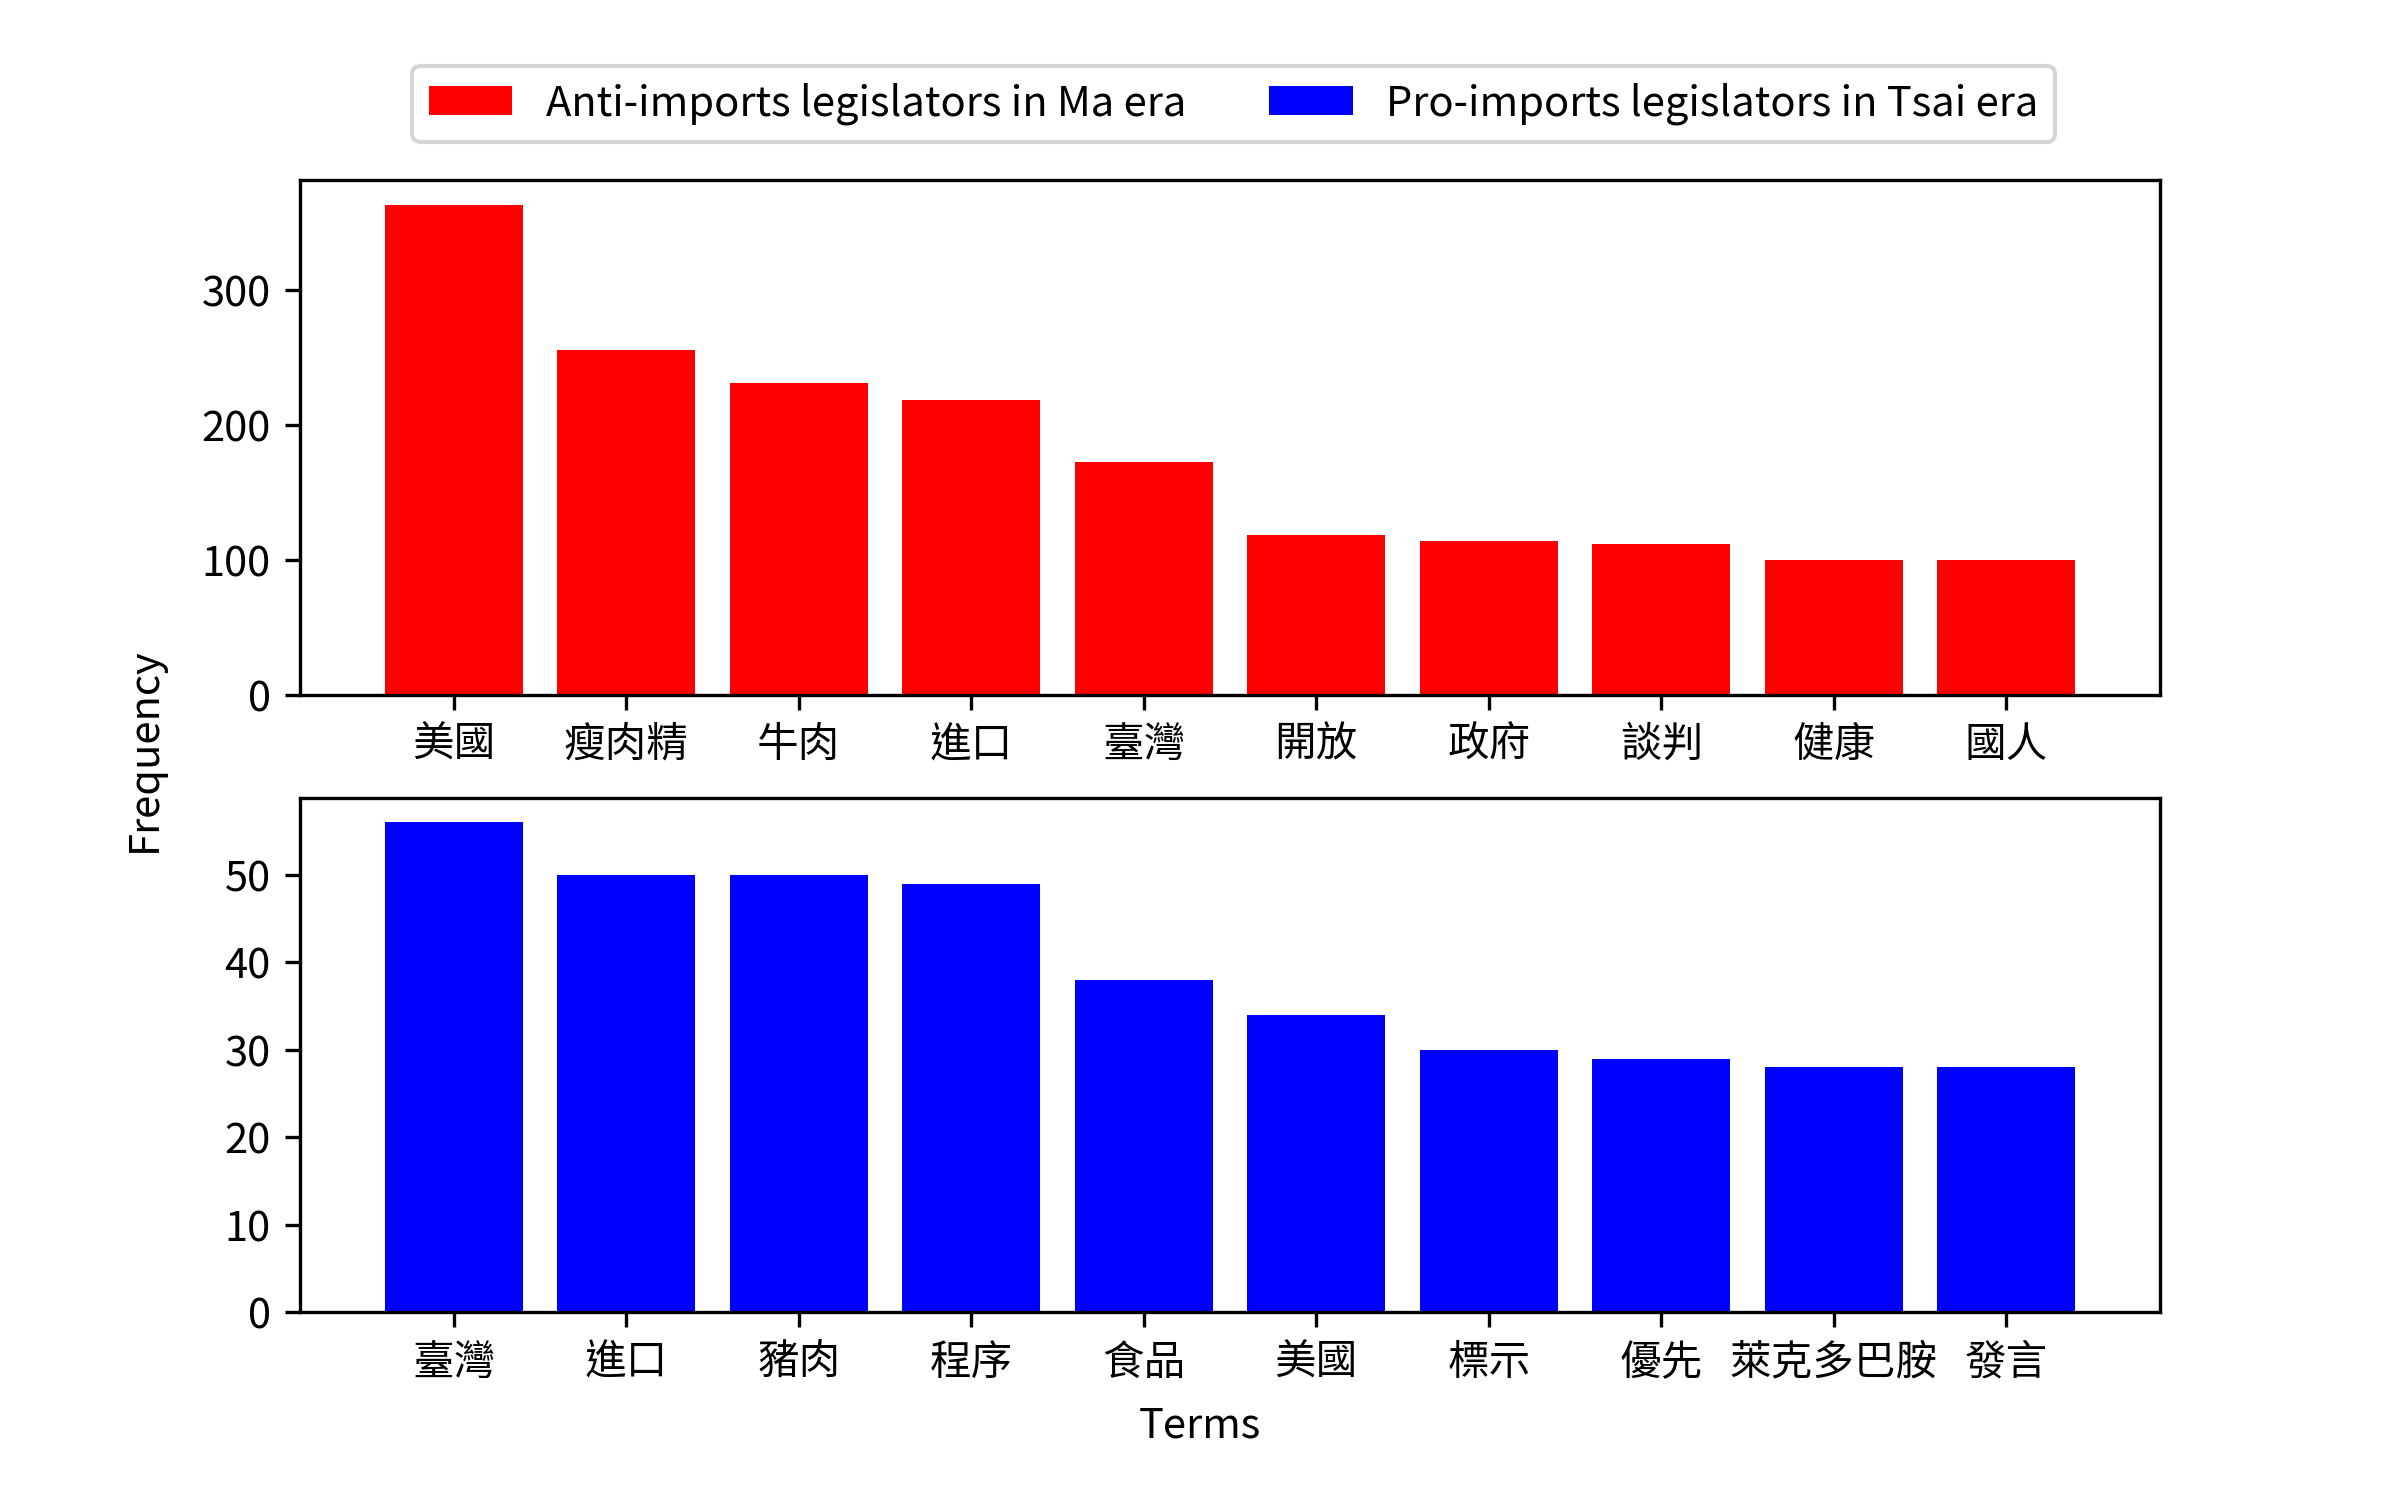 Anti-imports legislators in Ma era
Pro-imports legislators in Tsai era
Frequency
300
200
100
0
美國 瘦肉精 牛肉 進口 臺灣 開放 政府 談判 健康 國人
50
40
30
20
10
0
臺灣 進口 豬肉 程序 食品 美國 標示 優先 萊克多巴胺 發言
Terms